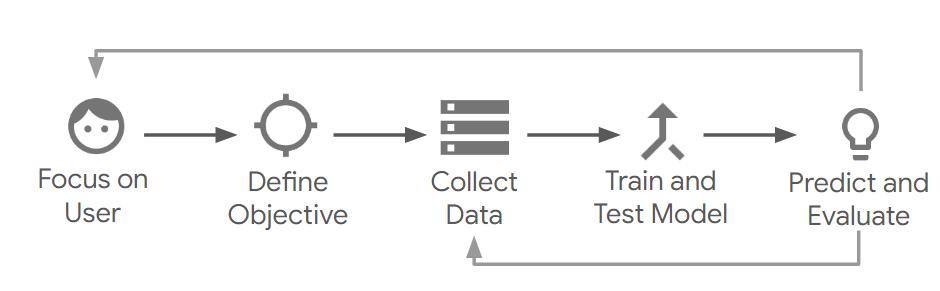 Focus on
User
Define
Objective
Collect
Data
Train and
Test Model
Predict and
Evaluate